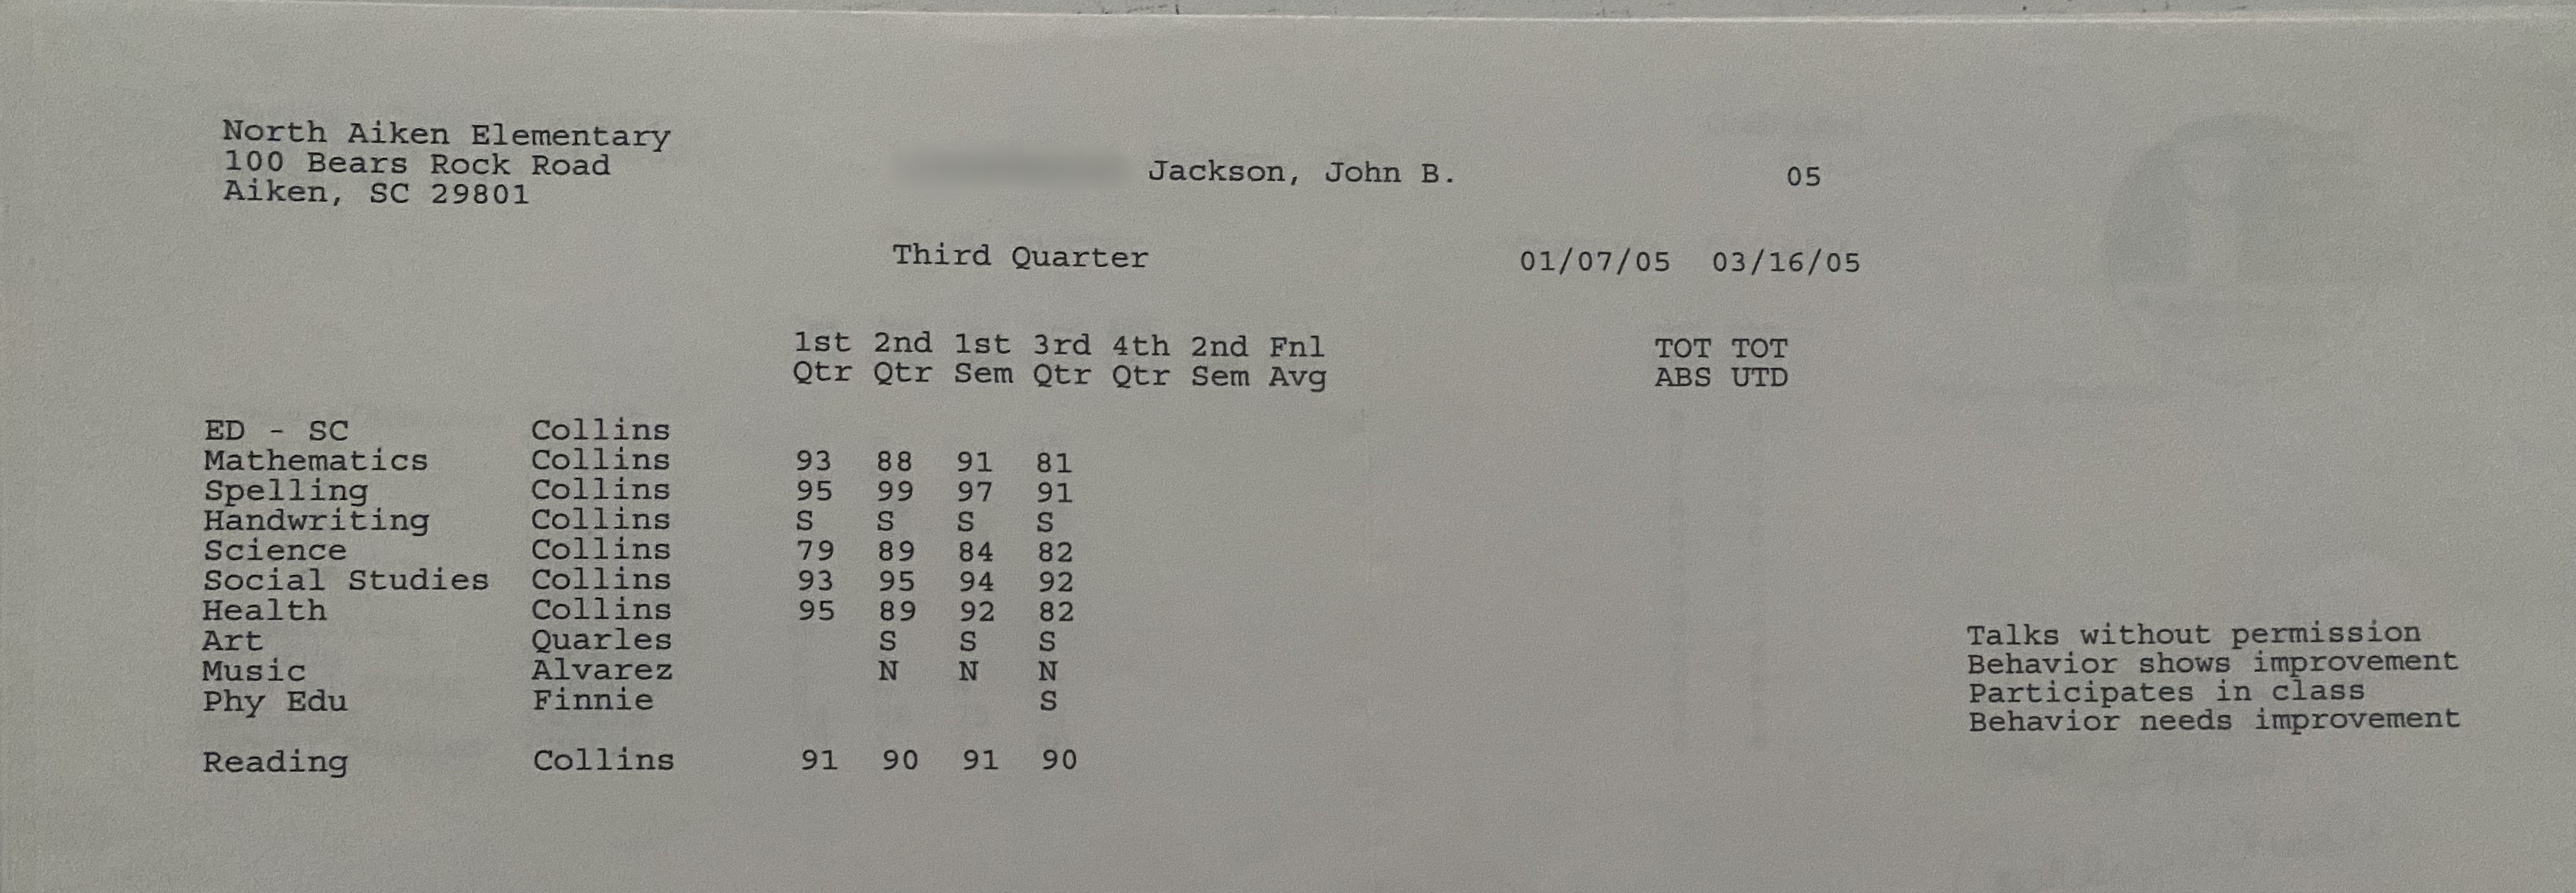 North Aiken Elementary
100 Bears Rock Road
Aiken, SC 29801
Jackson, John B. 05
Third Quarter 01/07/05 03/16/05
1st 2nd 1st 3rd 4th 2nd Fnl TOT TOT
Qtr Qtr Sem Qtr Qtr Sem Avg ABS UTD
ED - SC Collins
Mathematics Collins 93 88 91 81
Spelling Collins 95 99 97 91
Handwriting Collins S S S S
Science Collins 79 89 84 82
Social Studies Collins 93 95 94 92
Health Collins 95 89 92 82
Art Quarles S S S Talks without permission
Music Alvarez N N N Behavior shows improvement
Phy Edu Finnie S Participates in class
Behavior needs improvement
Reading Collins 91 90 91 90